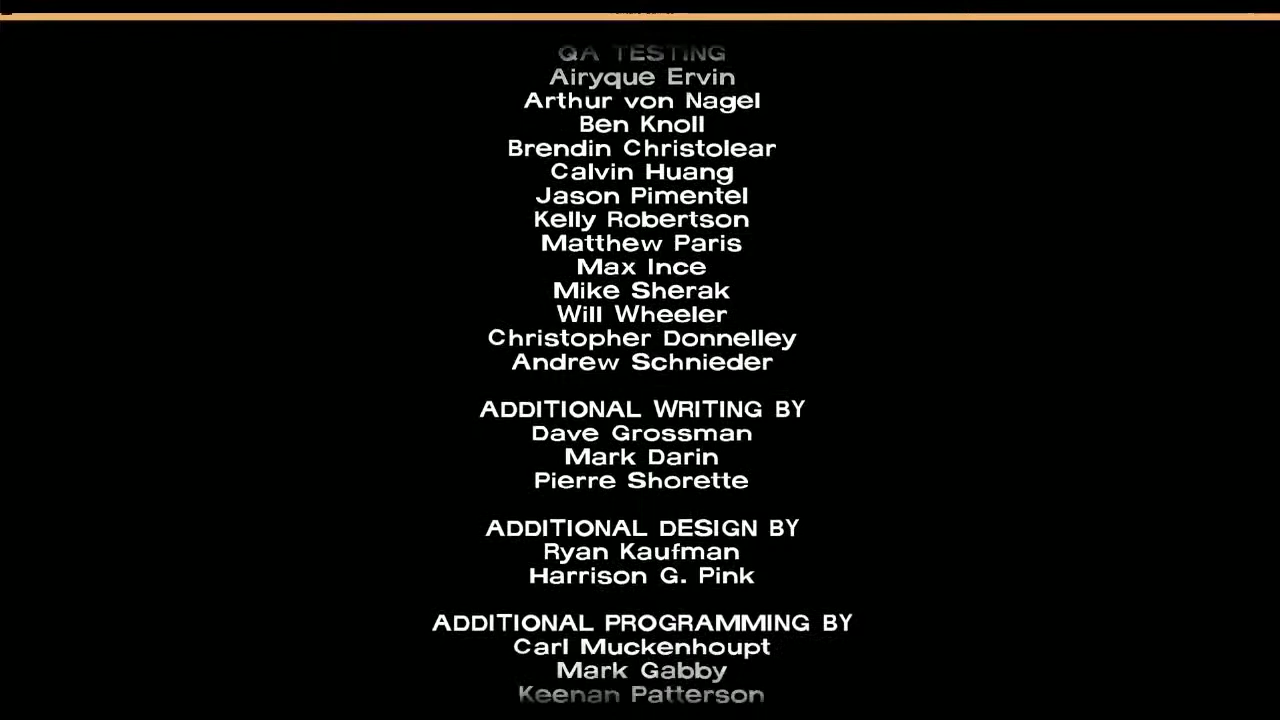 QA TESTING
Airyque Ervin
Arthur von Nagel
Ben Knoll
Brendin Christolear
Calvin Huang
Jason Pimentel
Kelly Robertson
Matthew Paris
Max Ince
Mike Sherak
Will Wheeler
Christopher Donnelley
Andrew Schnieder
ADDITIONAL WRITING BY
Dave Grossman
Mark Darin
Pierre Shorette
ADDITIONAL DESIGN BY
Ryan Kaufman
Harrison G. Pink
ADDITIONAL PROGRAMMING BY
Carl Muckenhoupt
Mark Gabby
Keenan Patterson